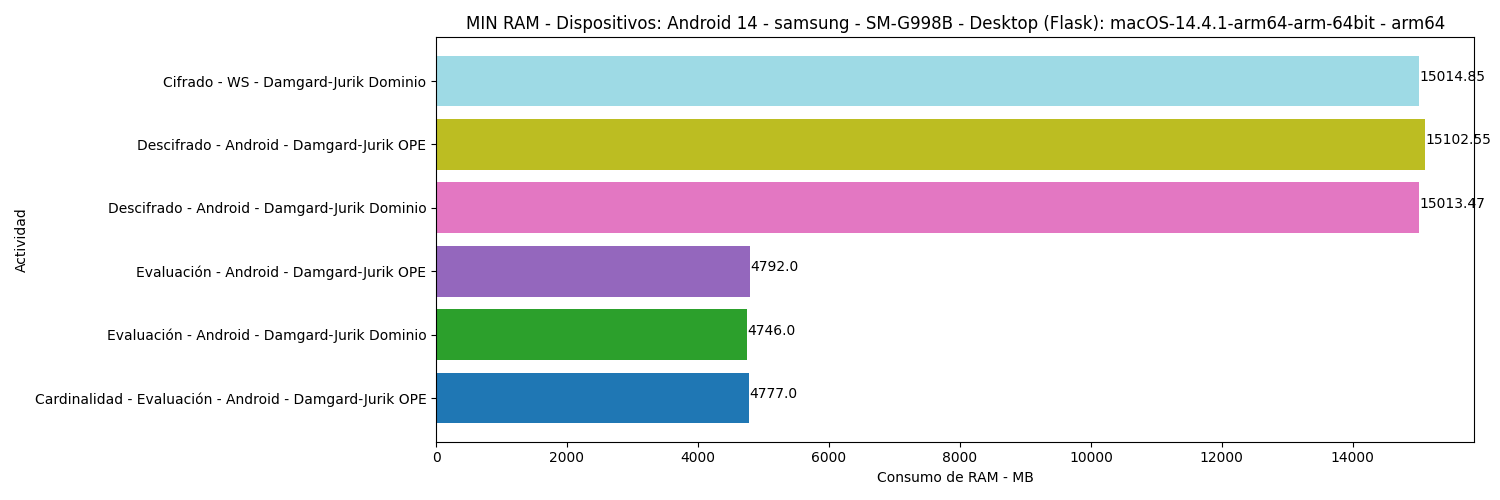 MIN RAM - Dispositivos: Android 14 - samsung - SM-G998B - Desktop (Flask): macOS-14.4.1-arm64-arm-64bit - arm64
Actividad
Cifrado - WS - Damgard-Jurik Dominio
15014.85
Descifrado - Android - Damgard-Jurik OPE
15102.55
Descifrado - Android - Damgard-Jurik Dominio
15013.47
Evaluación - Android - Damgard-Jurik OPE
4792.0
Evaluación - Android - Damgard-Jurik Dominio
4746.0
Cardinalidad - Evaluación - Android - Damgard-Jurik OPE
4777.0
0 2000 4000 6000 8000 10000 12000 14000
Consumo de RAM - MB